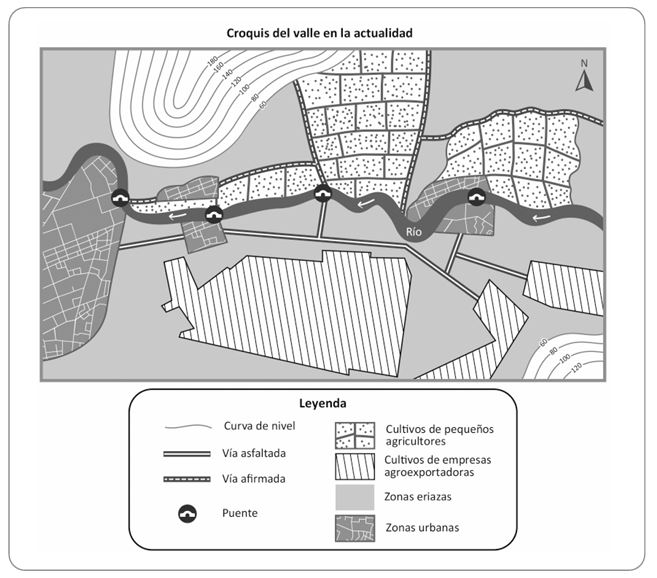 Croquis del valle en la actualidad
N
180
160
140
120
100
80
60
Río
60
80
100
120
Leyenda
Curva de nivel
Vía asfaltada
Vía afirmada
Puente
Cultivos de pequeños
agricultores
Cultivos de empresas
agroexportadoras
Zonas eriazas
Zonas urbanas